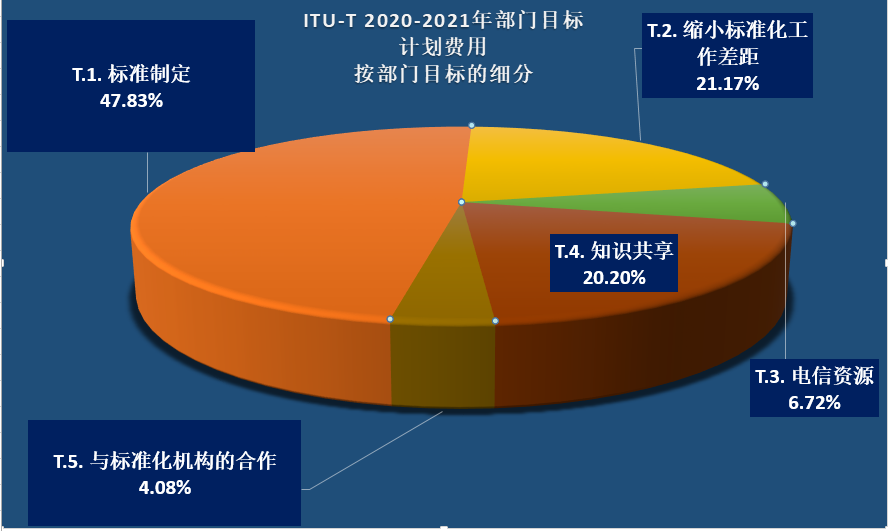 ITU-T 2020-2021年部门目标
计划费用
按部门目标的细分
T.1. 标准制定
47.83%
T.2. 缩小标准化工
作差距
21.17%
T.4. 知识共享
20.20%
T.3. 电信资源
6.72%
T.5. 与标准化机构的合作
4.08%